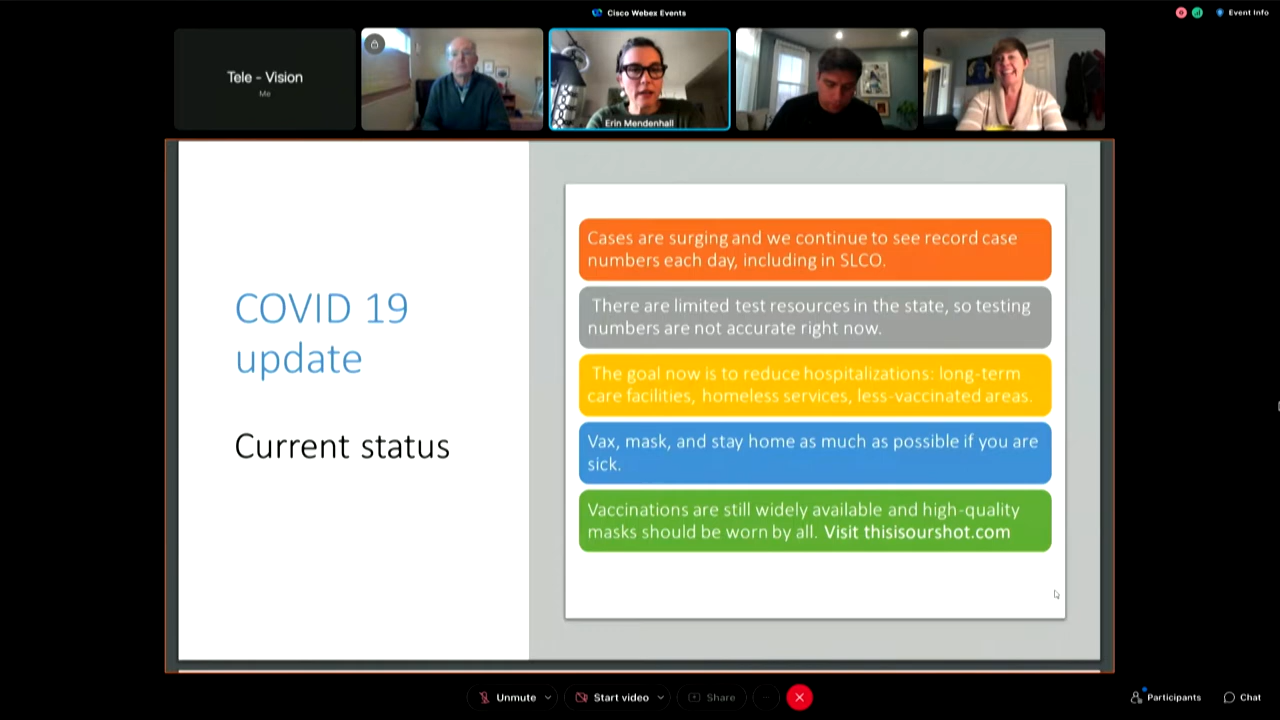 Cisco Webex Events
Event Info
Tele - Vision
Me
Erin Mendenhall
COVID 19
update
Current status
Cases are surging and we continue to see record case
numbers each day, including in SLCO.
There are limited test resources in the state, so testing
numbers are not accurate right now.
The goal now is to reduce hospitalizations: long-term
care facilities, homeless services, less-vaccinated areas.
Vax, mask, and stay home as much as possible if you are
sick.
Vaccinations are still widely available and high-quality
masks should be worn by all. Visit thisisourshot.com
Unmute
Start video
Share
Participants
Chat